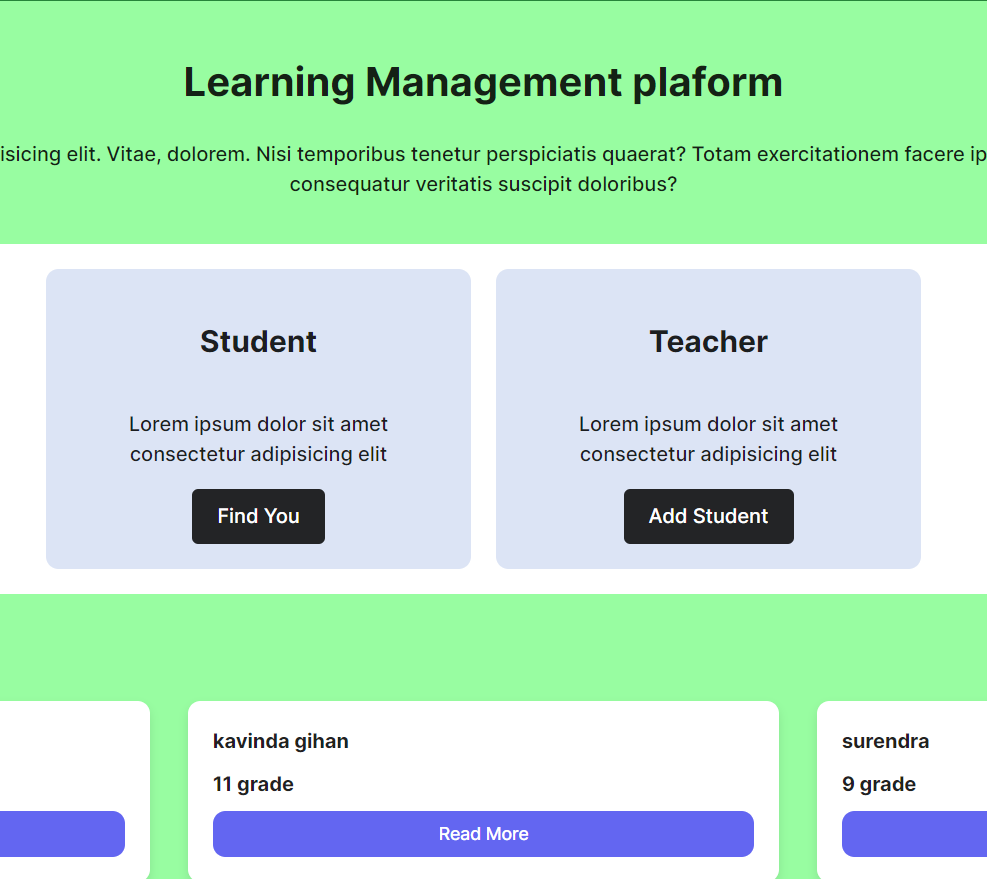 Learning Management plaform
isicing elit. Vitae, dolorem. Nisi temporibus tenetur perspiciatis quaerat? Totam exercitationem facere ip
consequatur veritatis suscipit doloribus?
Student
Lorem ipsum dolor sit amet
consectetur adipisicing elit
Find You
Teacher
Lorem ipsum dolor sit amet
consectetur adipisicing elit
Add Student
kavinda gihan
11 grade
Read More
surendra
9 grade